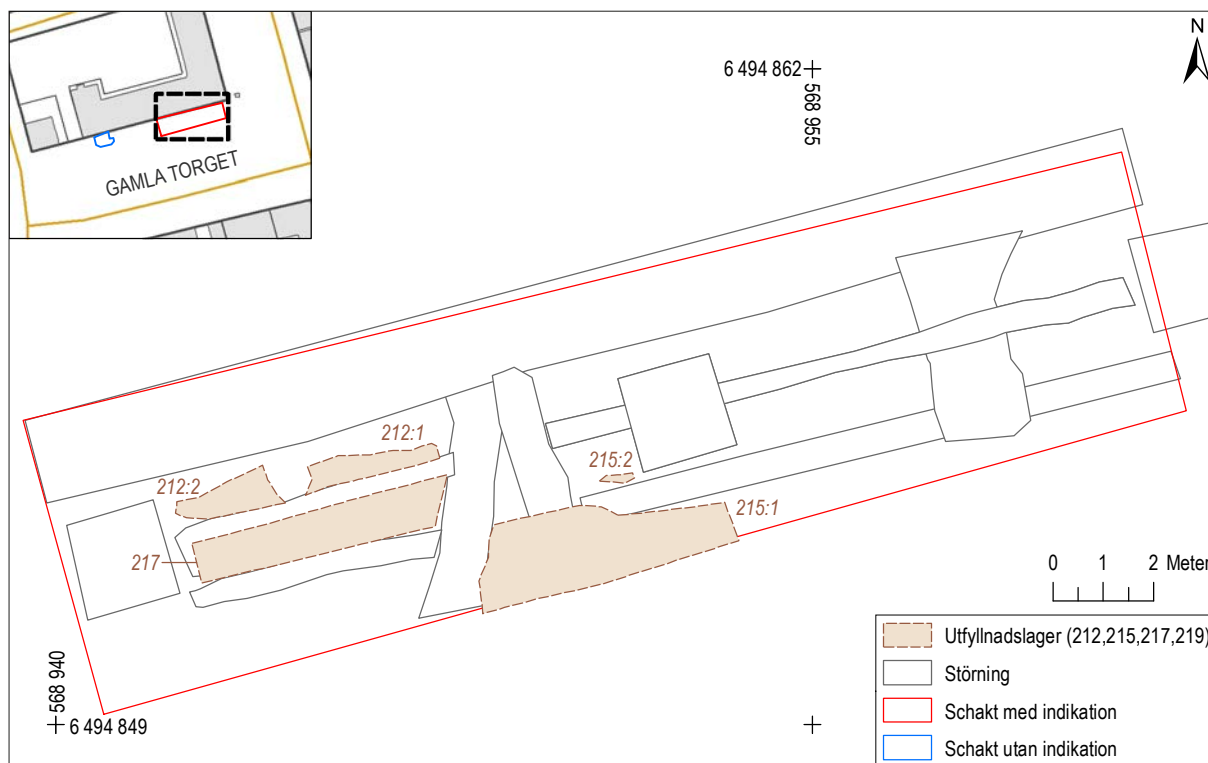 GAMLA TORGET
N
6 494 862
568 955
212:1
212:2
215:2
215:1
217
0 1 2 Meter
568 940
6 494 849
Utfyllnadslager (212,215,217,219)
Störning
Schakt med indikation
Schakt utan indikation